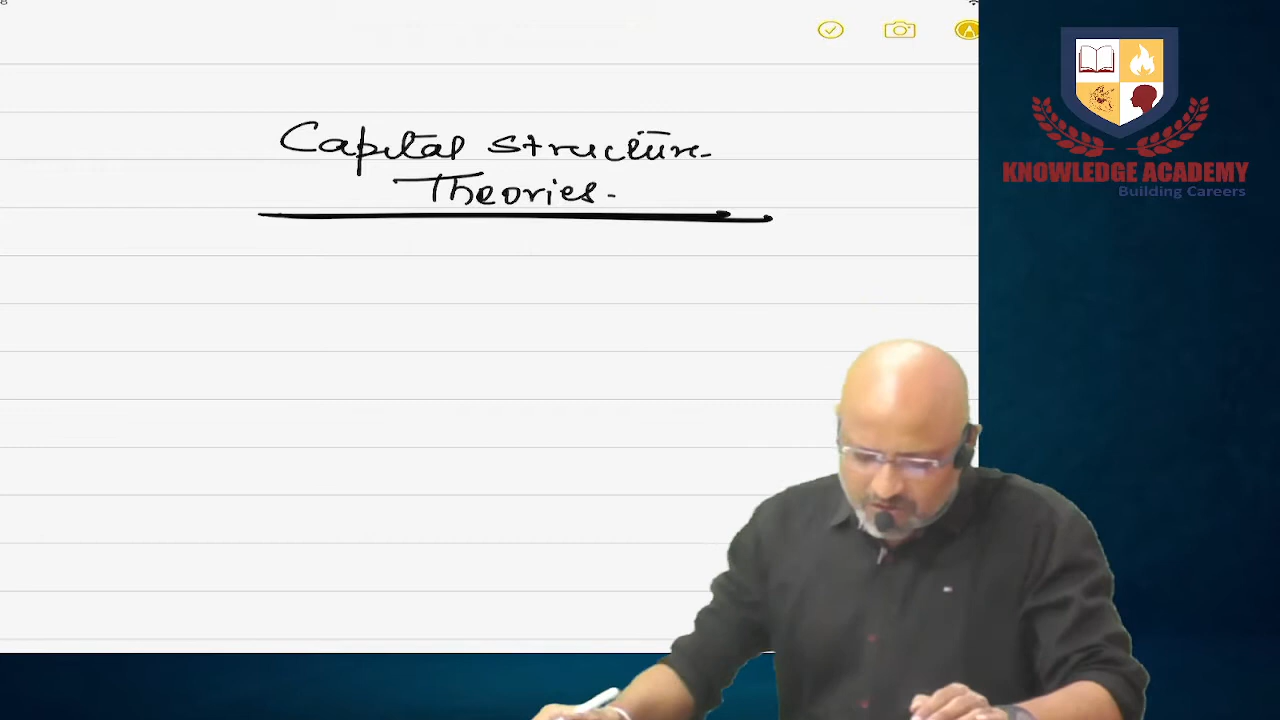 Capital structure
Theories.
KNOWLEDGE ACADEMY
Building Careers